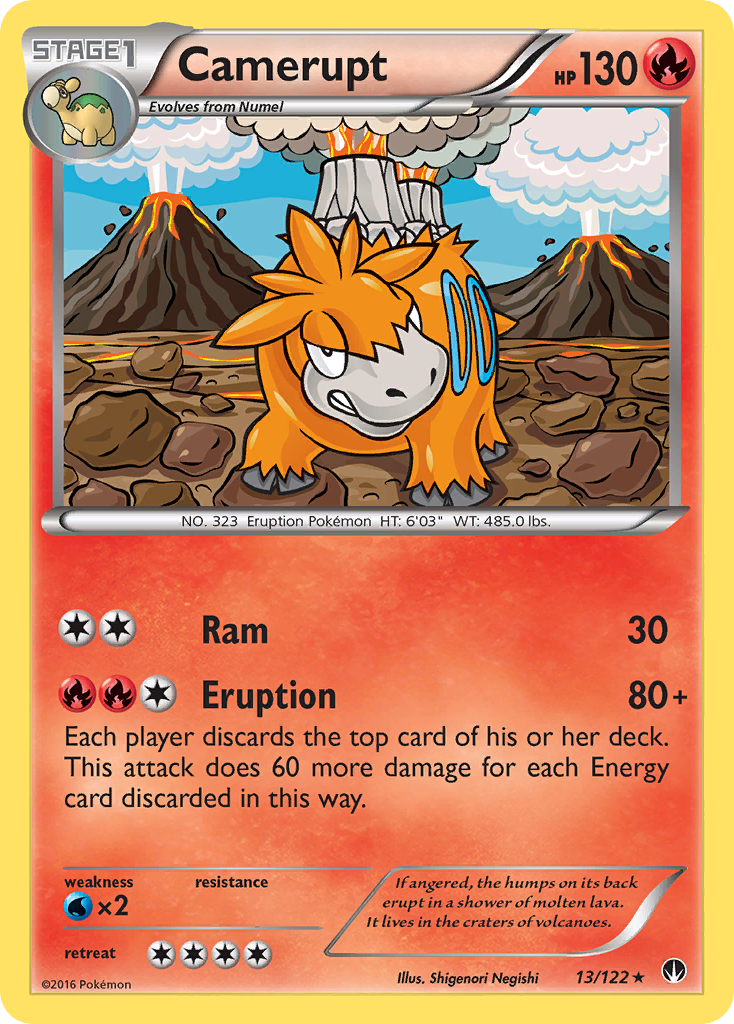 STAGE1
Camerupt
HP 130
Evolves from Numel
NO. 323 Eruption Pokémon HT: 6'03" WT: 485.0 lbs.
Ram 30
Eruption 80+
Each player discards the top card of his or her deck.
This attack does 60 more damage for each Energy
card discarded in this way.
weakness resistance
×2
retreat
If angered, the humps on its back
erupt in a shower of molten lava.
It lives in the craters of volcanoes.
©2016 Pokémon
Illus. Shigenori Negishi
13/122 ★